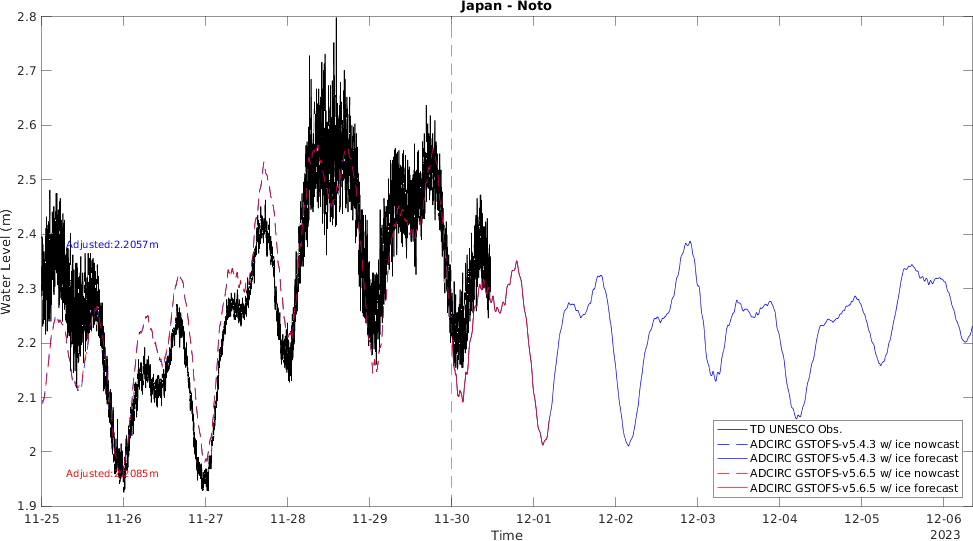 Japan - Noto
2.8
2.7
2.6
2.5
2.4
2.3
2.2
2.1
2
1.9
Water Level (m)
Adjusted:2.2057m
Adjusted:2.2085m
TD UNESCO Obs.
ADCIRC GSTOFS-v5.4.3 w/ ice nowcast
ADCIRC GSTOFS-v5.4.3 w/ ice forecast
ADCIRC GSTOFS-v5.6.5 w/ ice nowcast
ADCIRC GSTOFS-v5.6.5 w/ ice forecast
11-25 11-26 11-27 11-28 11-29 11-30 12-01 12-02 12-03 12-04 12-05 12-06
Time
2023